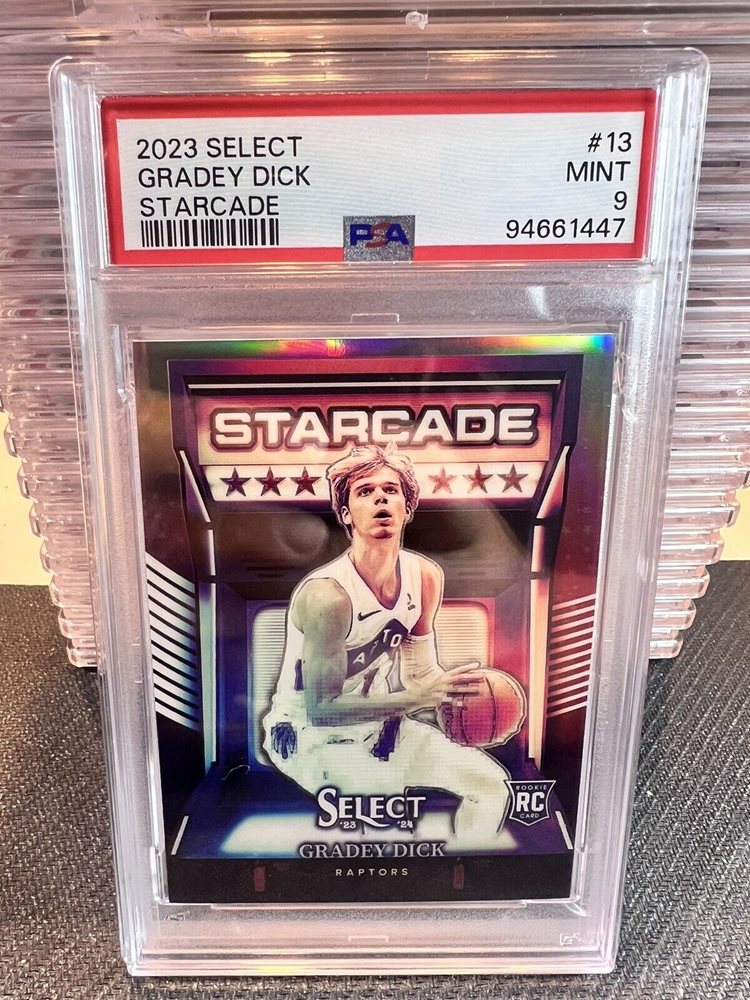 2023 SELECT #13
GRADEY DICK MINT
STARCADE 9
PSA 94661447
STARCADE
SELECT
'23 '24
ROOKIE
RC
CARD
GRADEY DICK
RAPTORS